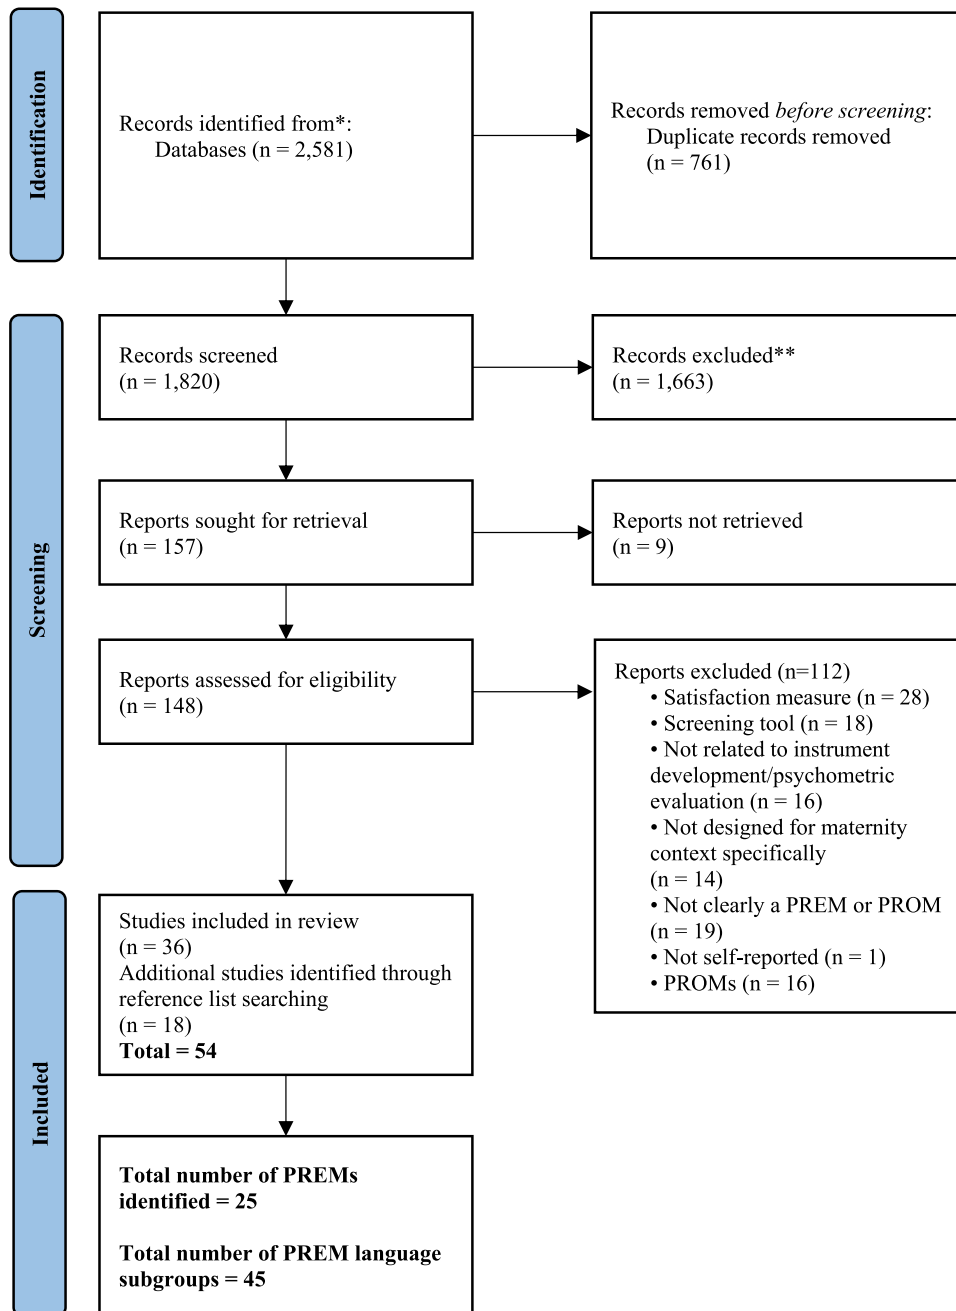 Identification
Records identified from*:
Databases (n = 2,581)
Records removed before screening:
Duplicate records removed
(n = 761)
Screening
Records screened
(n = 1,820)
Records excluded**
(n = 1,663)
Reports sought for retrieval
(n = 157)
Reports not retrieved
(n = 9)
Reports assessed for eligibility
(n = 148)
Reports excluded (n=112)
• Satisfaction measure (n = 28)
• Screening tool (n = 18)
• Not related to instrument
development/psychometric
evaluation (n = 16)
• Not designed for maternity
context specifically
(n = 14)
• Not clearly a PREM or PROM
(n = 19)
• Not self-reported (n = 1)
• PROMs (n = 16)
Included
Studies included in review
(n = 36)
Additional studies identified through
reference list searching
(n = 18)
Total = 54
Total number of PREMs
identified = 25
Total number of PREM language
subgroups = 45